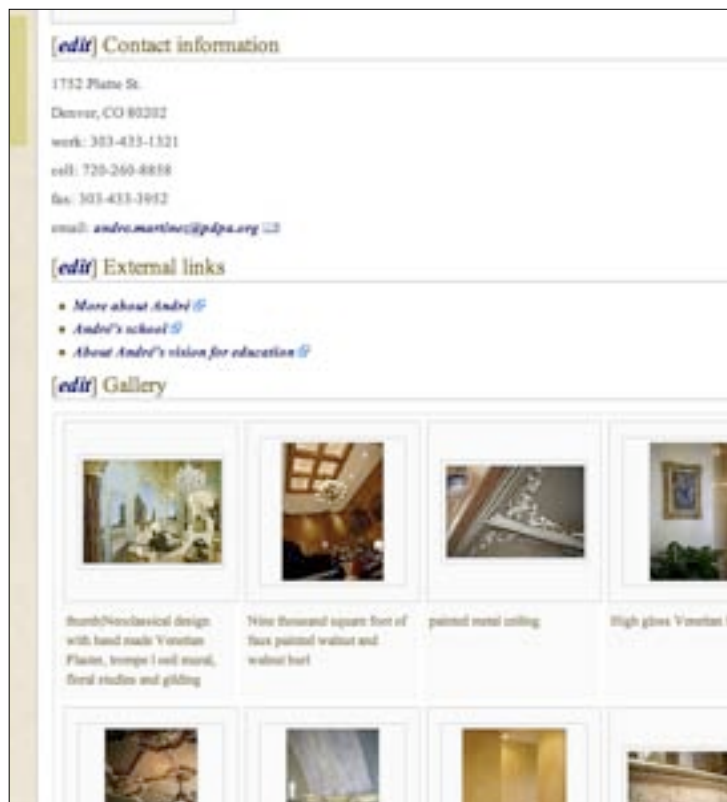 [edit] Contact information
1752 Platte St.
Denver, CO 80202
work: 303-433-1321
cell: 720-260-8858
fax: 303-433-3952
email: andre.martinez@pdpa.org
[edit] External links
More about André
André's school
About André's vision for education
[edit] Gallery
thumb|Neoclassical design
with hand made Venetian
Plaster, trompe l oeil mural,
floral studies and gilding
Nine thousand square foot of
faux painted walnut and
walnut burl
painted metal ceiling
High gloss Venetian